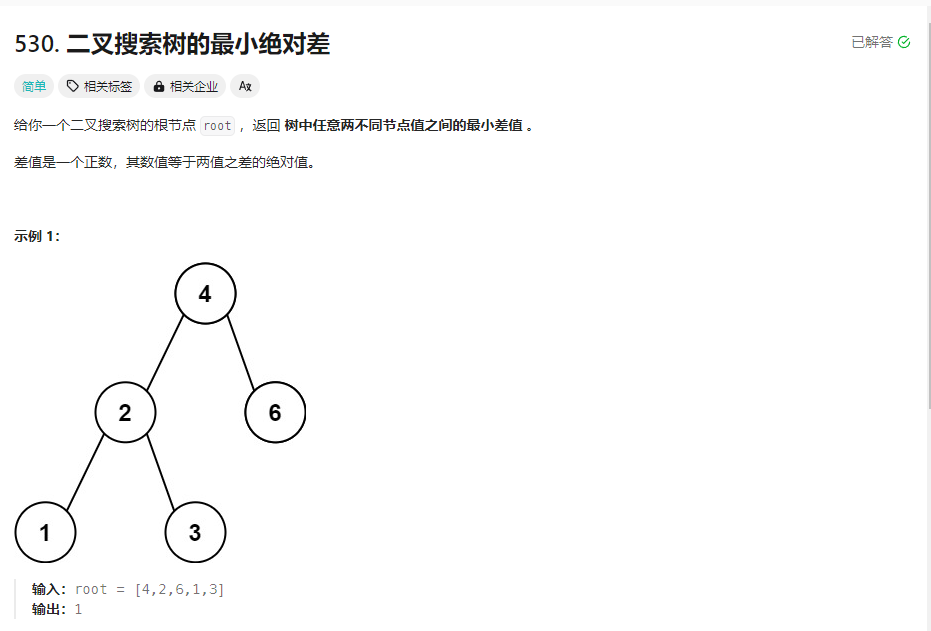 530. 二叉搜索树的最小绝对差
已解答
简单 相关标签 相关企业 Ax
给你一个二叉搜索树的根节点 root ，返回 树中任意两不同节点值之间的最小差值 。
差值是一个正数，其数值等于两值之差的绝对值。
示例 1：
4
2 6
1 3
输入：root = [4,2,6,1,3]
输出：1